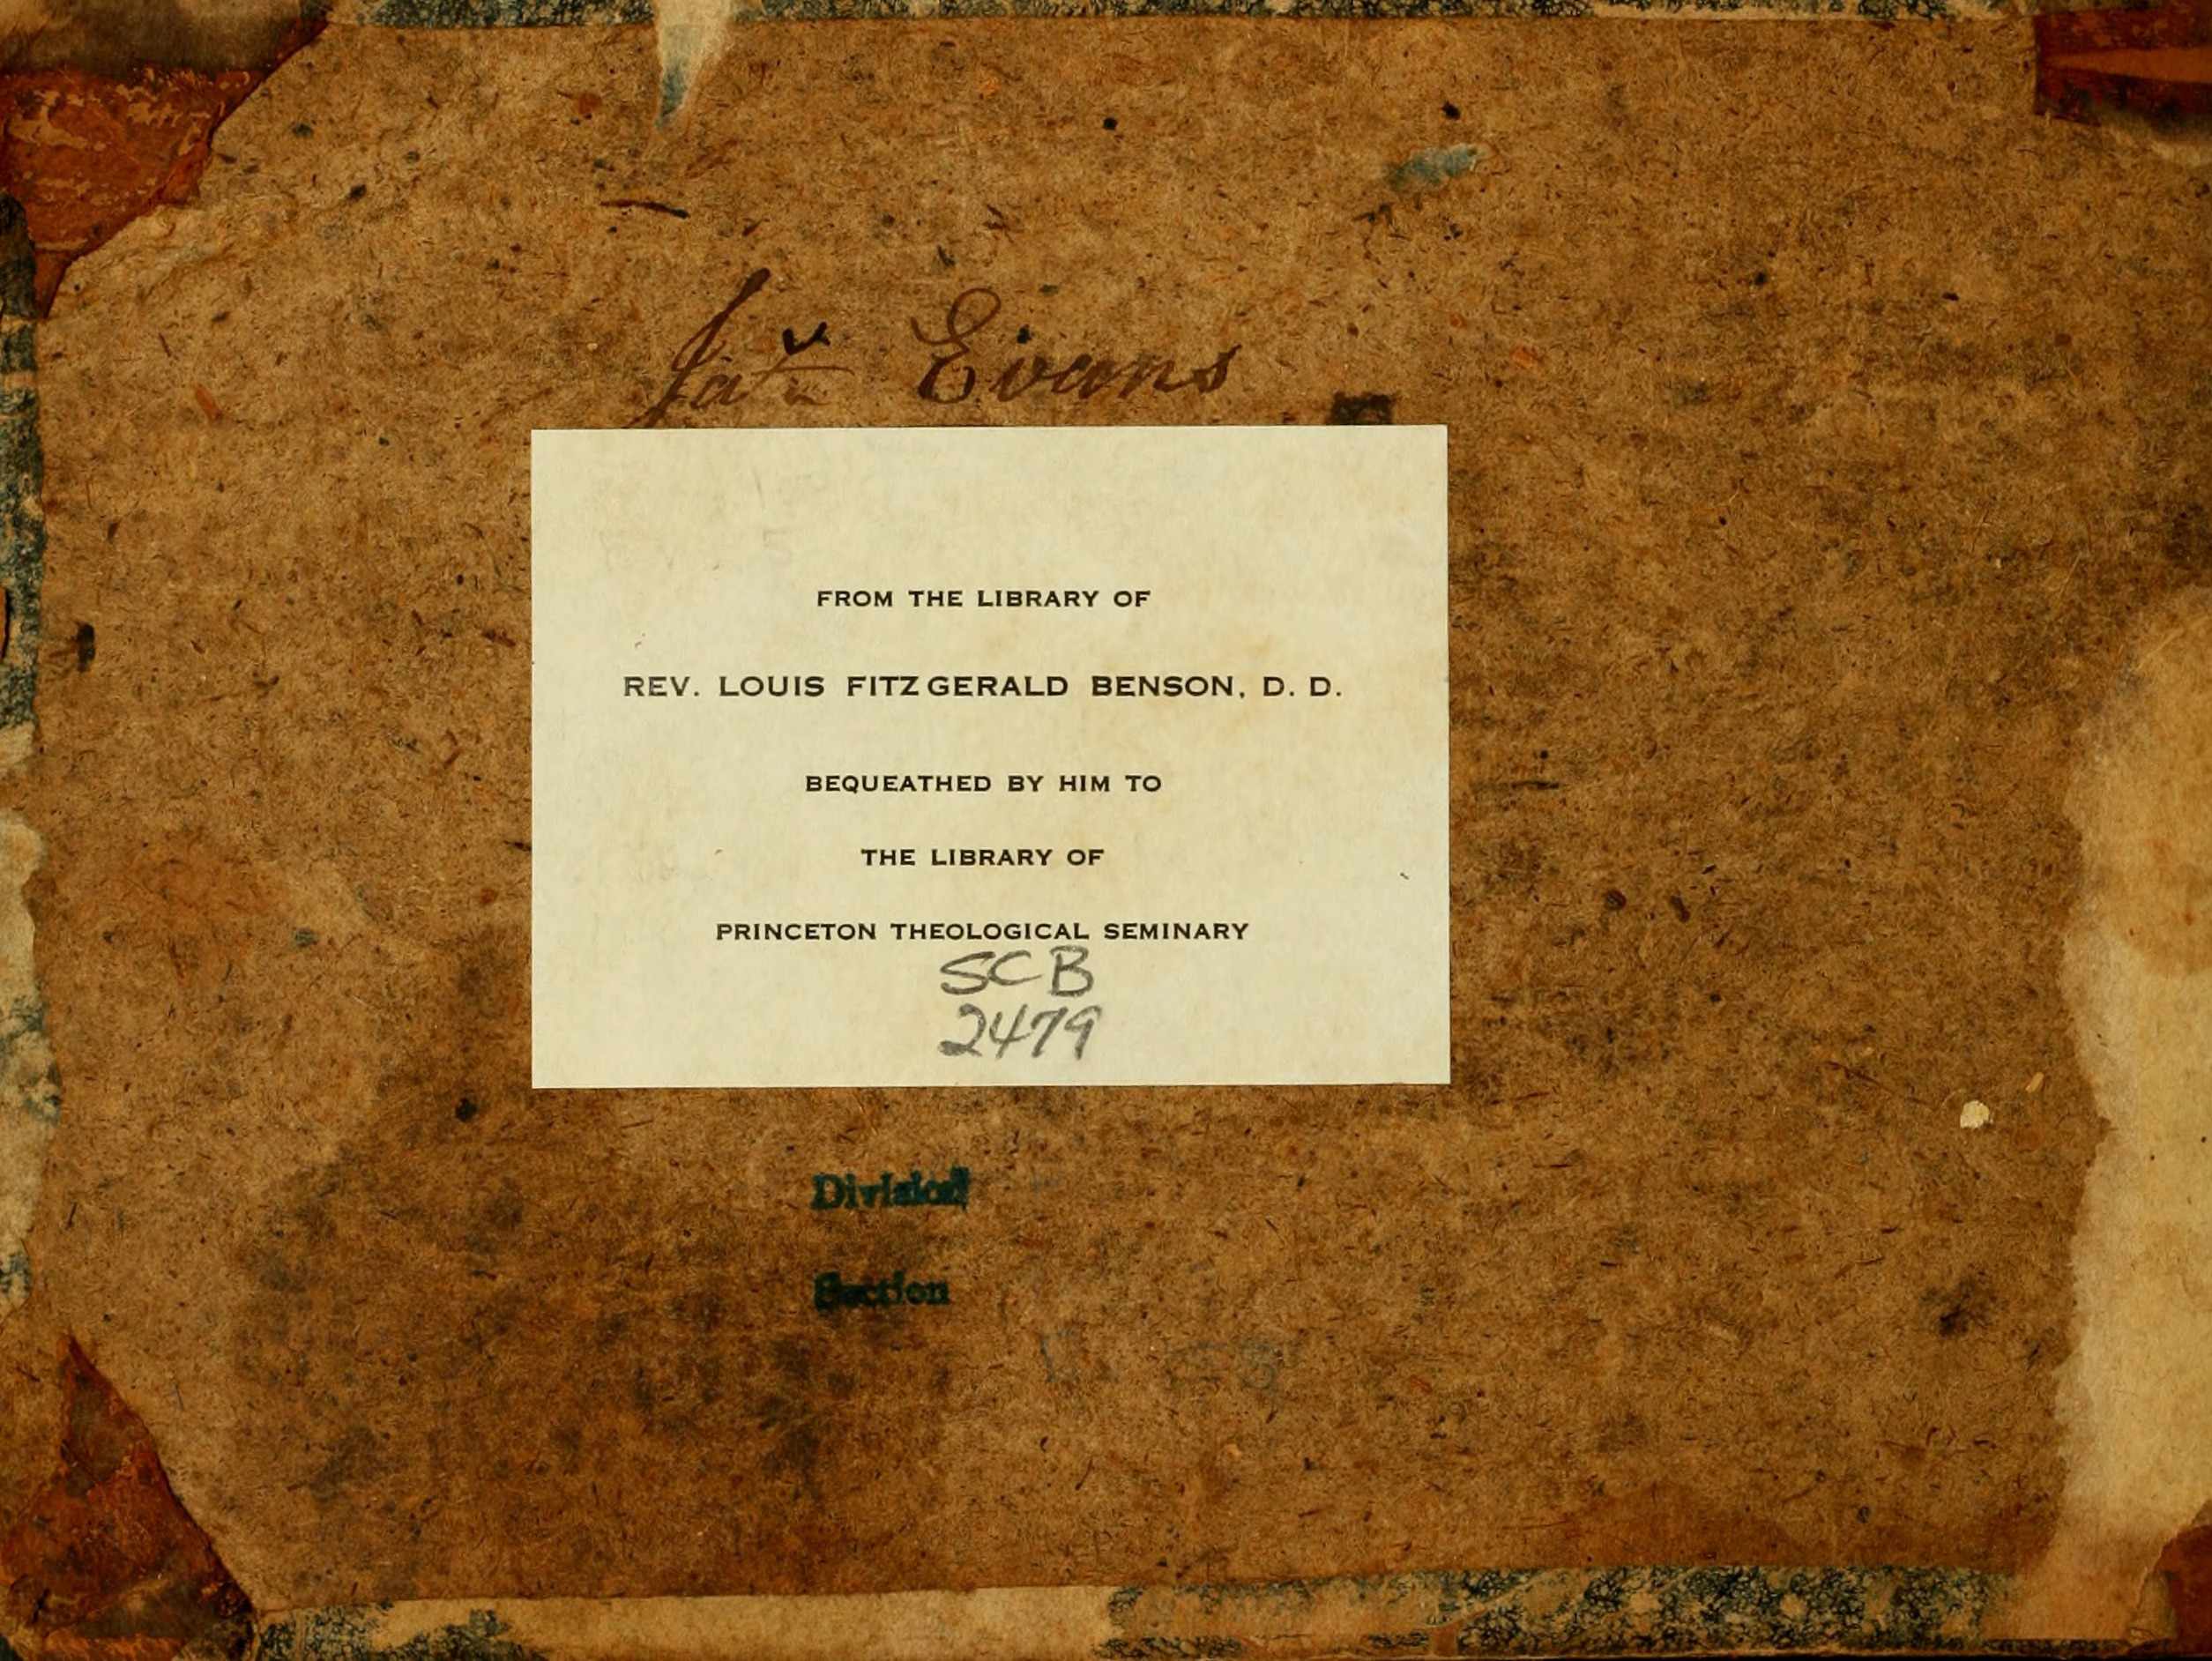 Evans
FROM THE LIBRARY OF
REV. LOUIS FITZGERALD BENSON, D. D.
BEQUEATHED BY HIM TO
THE LIBRARY OF
PRINCETON THEOLOGICAL SEMINARY
SCB
2479
Division
Section